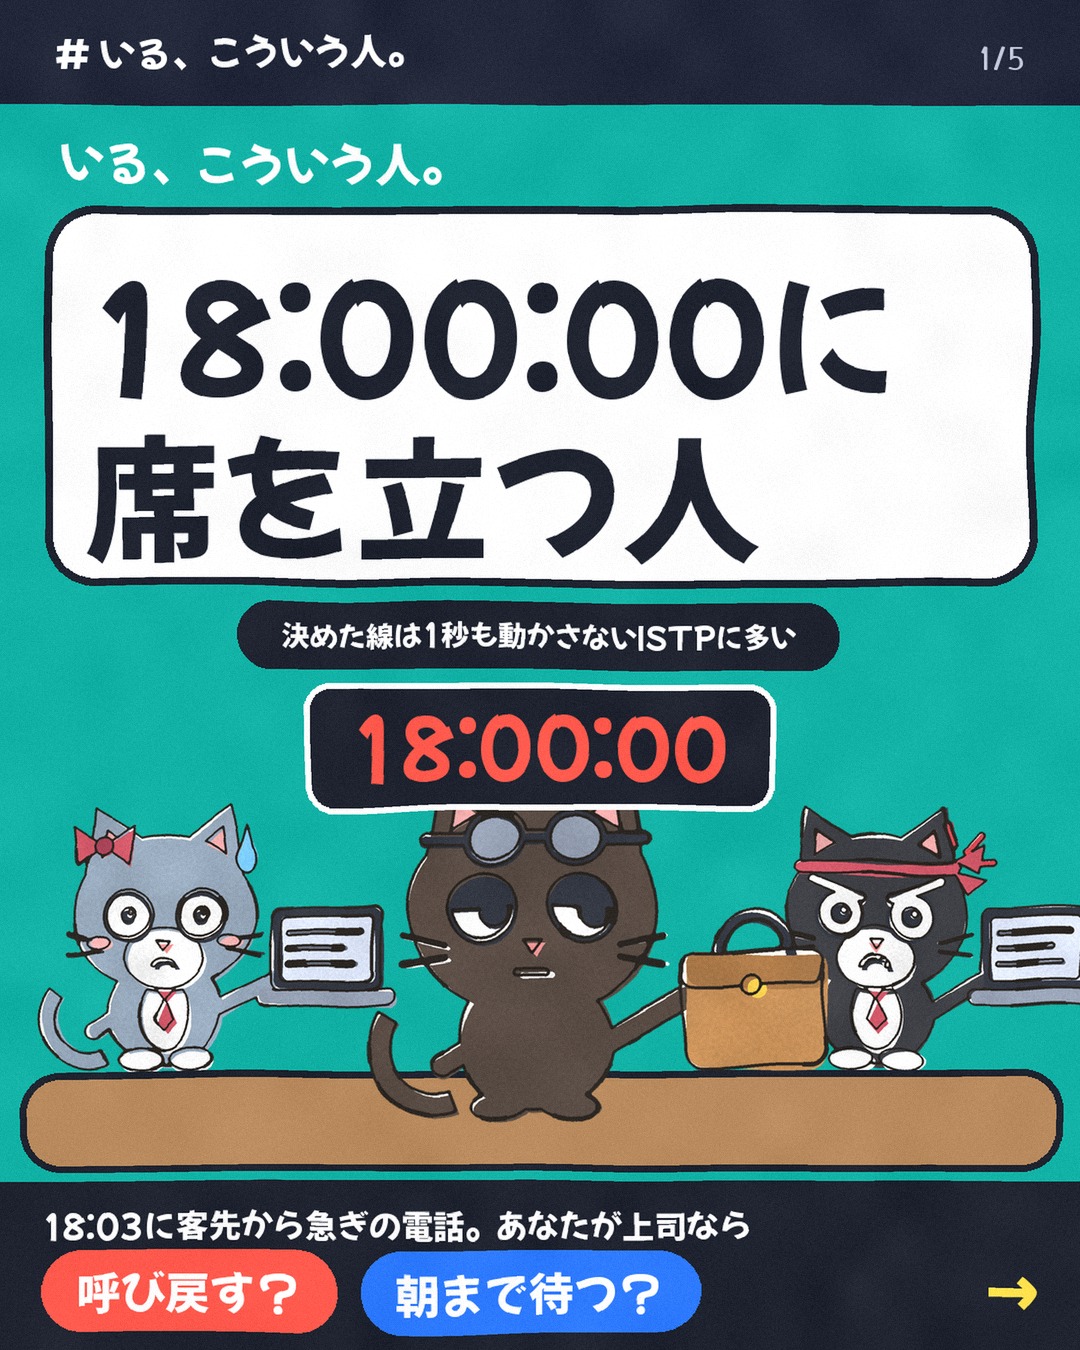 #いる、こういう人。
1/5
いる、こういう人。
18:00:00に
席を立つ人
決めた線は1秒も動かさないISTPに多い
18:00:00
18:03に客先から急ぎの電話。あなたが上司なら
呼び戻す?
朝まで待つ?
→